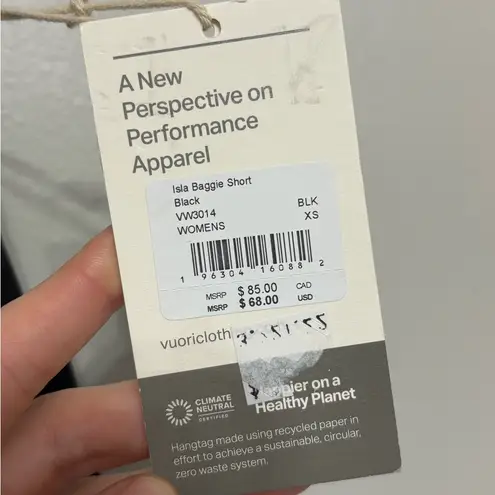 A New
Perspective on
Performance
Apparel
Isla Baggie Short
Black BLK
VW3014 XS
WOMENS
1 96304 16088 2
MSRP $ 85.00 CAD
MSRP $ 68.00 USD
vuoricloth
CLIMATE
NEUTRAL
CERTIFIED
Happier on a
Healthy Planet
Hangtag made using recycled paper in
effort to achieve a sustainable, circular,
zero waste system.